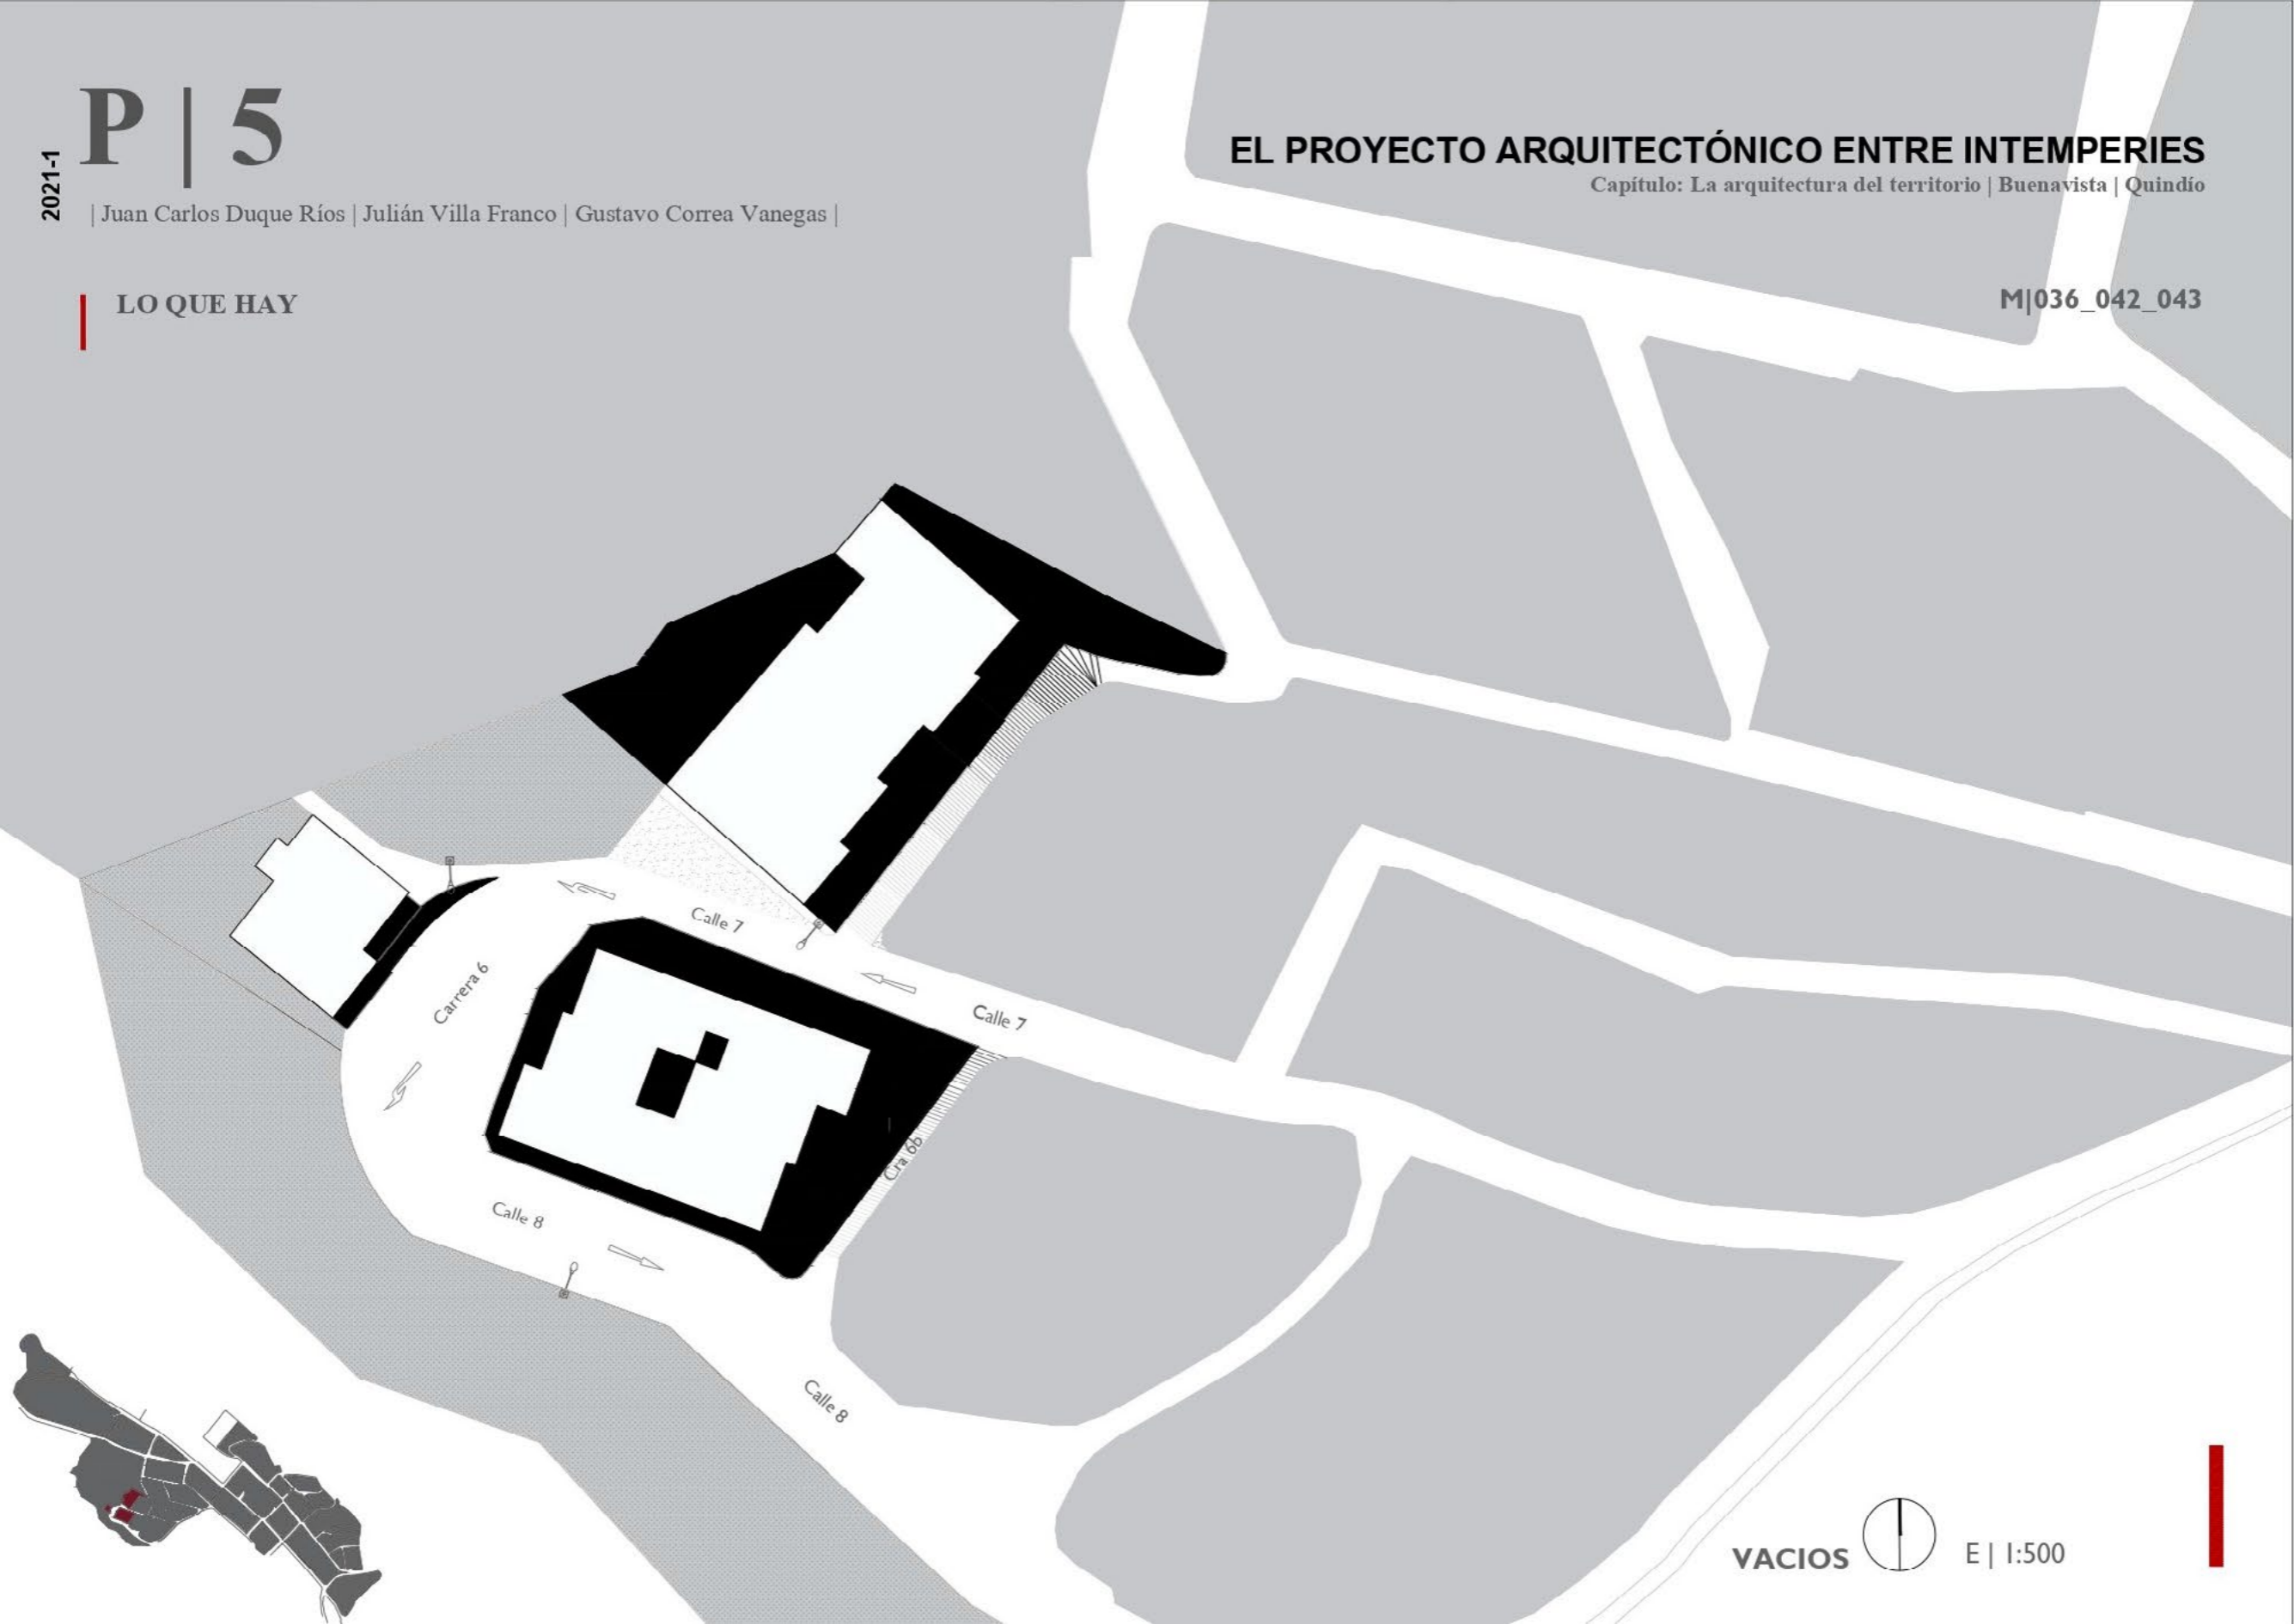 P | 5
2021-1
| Juan Carlos Duque Ríos | Julián Villa Franco | Gustavo Correa Vanegas |
LO QUE HAY
EL PROYECTO ARQUITECTÓNICO ENTRE INTEMPERIES
Capítulo: La arquitectura del territorio | Buenavista | Quindío
M|036_042_043
Calle 7
Calle 7
Carrera 6
Cra 6b
Calle 8
Calle 8
VACIOS
E | 1:500